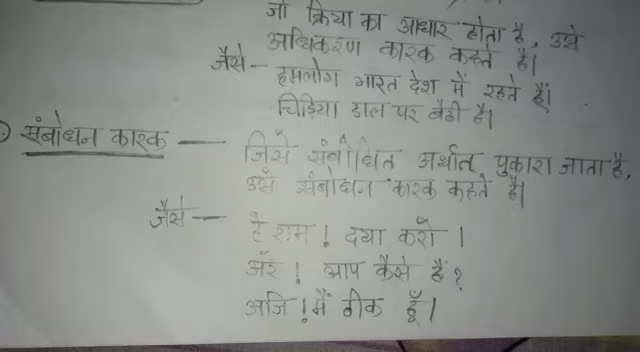 जो क्रिया का आधार होता है, उसे
अधिकरण कारक कहते हैं।
जैसे — हमलोग भारत देश में रहते हैं।
चिड़िया डाल पर बैठी है।
संबोधन कारक — जिसे संबोधित अर्थात् पुकारा जाता है,
उसे संबोधन कारक कहते हैं।
जैसे — हे राम! दया करो।
अरे! आप कैसे हैं?
अजि! मैं ठीक हूँ।